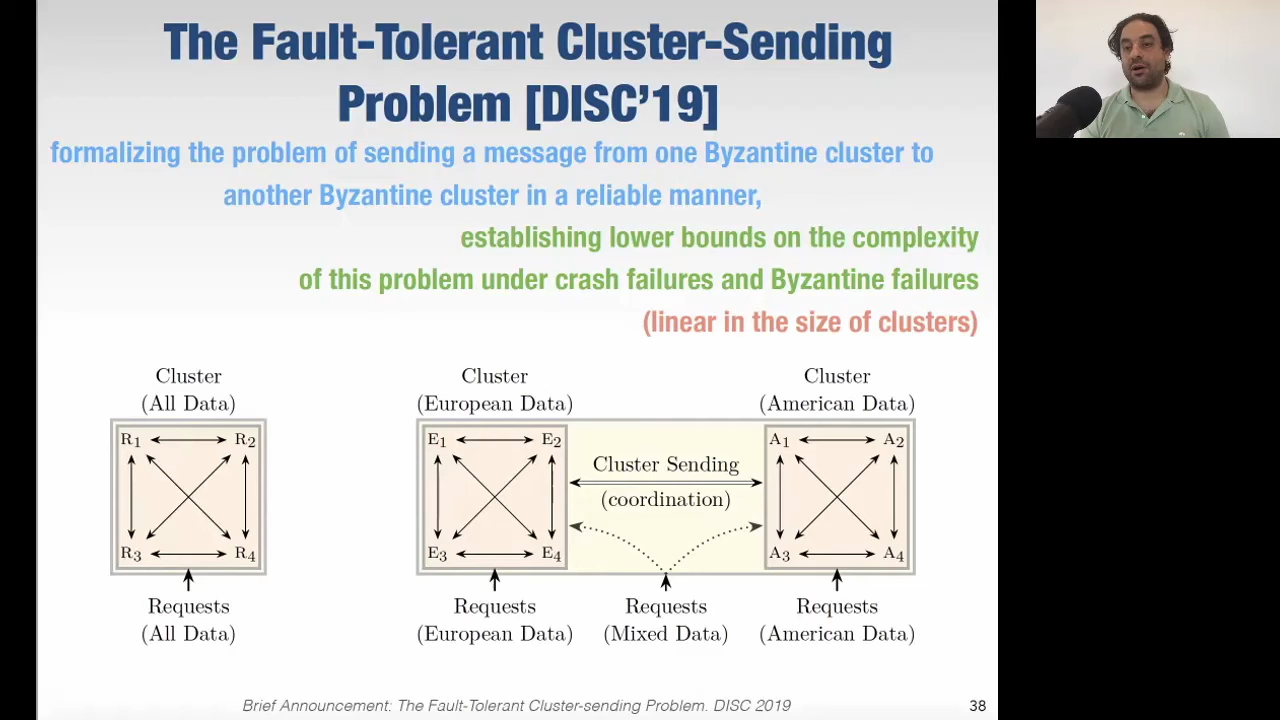 The Fault-Tolerant Cluster-Sending
Problem [DISC’19]
formalizing the problem of sending a message from one Byzantine cluster to
another Byzantine cluster in a reliable manner,
establishing lower bounds on the complexity
of this problem under crash failures and Byzantine failures
(linear in the size of clusters)
Cluster
(All Data)
R1 R2
R3 R4
Requests
(All Data)
Cluster
(European Data)
E1 E2
E3 E4
Requests
(European Data)
Cluster Sending
(coordination)
Requests
(Mixed Data)
Cluster
(American Data)
A1 A2
A3 A4
Requests
(American Data)
Brief Announcement: The Fault-Tolerant Cluster-sending Problem. DISC 2019
38